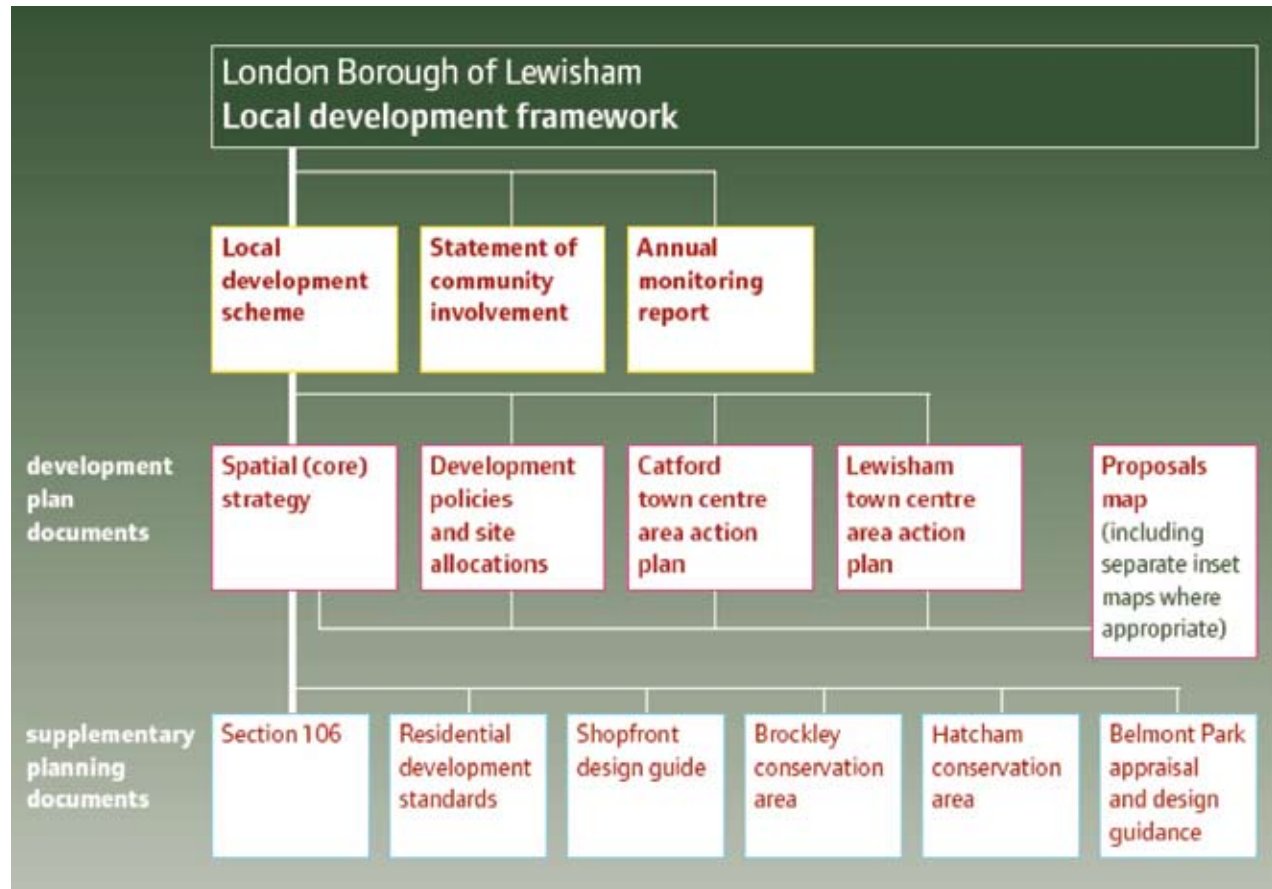 London Borough of Lewisham
Local development framework
Local
development
scheme
Statement of
community
involvement
Annual
monitoring
report
development
plan
documents
Spatial (core)
strategy
Development
policies
and site
allocations
Catford
town centre
area action
plan
Lewisham
town centre
area action
plan
Proposals
map
(including
separate inset
maps where
appropriate)
supplementary
planning
documents
Section 106
Residential
development
standards
Shopfront
design guide
Brockley
conservation
area
Hatcham
conservation
area
Belmont Park
appraisal
and design
guidance